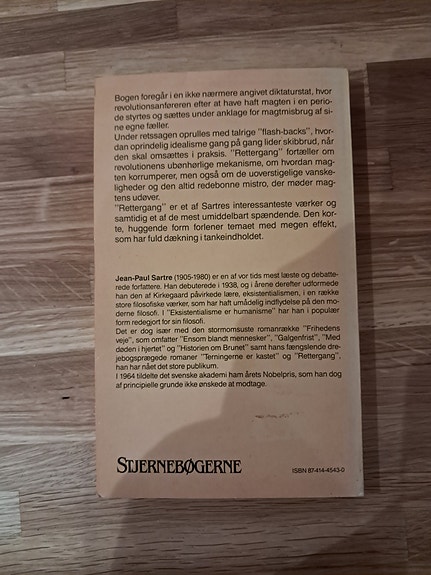 Bogen foregår i en ikke nærmere angivet diktaturstat, hvor
revolutionsanføreren efter at have haft magten i en perio-
de styrtes og sættes under anklage for magtmisbrug af si-
ne egne fæller.
Under retssagen oprulles med talrige "flash-backs", hvor-
dan oprindelig idealisme gang på gang lider skibbrud, når
den skal omsættes i praksis. "Rettergang" fortæller om
revolutionens ubønhørlige mekanisme, om hvordan mag-
ten korrumperer, men også om de uoverstigelige vanske-
ligheder og den altid redebonne mistro, der møder mag-
tens udøver.
"Rettergang" er et af Sartres interessanteste værker og
samtidig et af de mest umiddelbart spændende. Den kor-
te, huggende form forlener temaet med megen effekt,
som har fuld dækning i tankeindholdet.
Jean-Paul Sartre (1905-1980) er en af vor tids mest læste og debatte-
rede forfattere. Han debuterede i 1938, og i årene derefter udformede
han den af Kirkegaard påvirkede lære, eksistentialismen, i en række
store filosofiske værker, som har haft umådelig indflydelse på den mo-
derne filosofi. I "Eksistentialisme er humanisme" har han i populær
form redegjort for sin filosofi.
Det er dog især med den stormomsuste romanrække "Frihedens
veje", som omfatter "Ensom blandt mennesker", "Galgenfrist", "Med
døden i hjertet" og "Historien om Brunet" samt hans fængslende dre-
jebogsprægede romaner "Terningerne er kastet" og "Rettergang",
han har nået det store publikum.
I 1964 tildelte det svenske akademi ham årets Nobelpris, som han dog
af principielle grunde ikke ønskede at modtage.
STJERNEBØGERNE
ISBN 87-414-4543-0